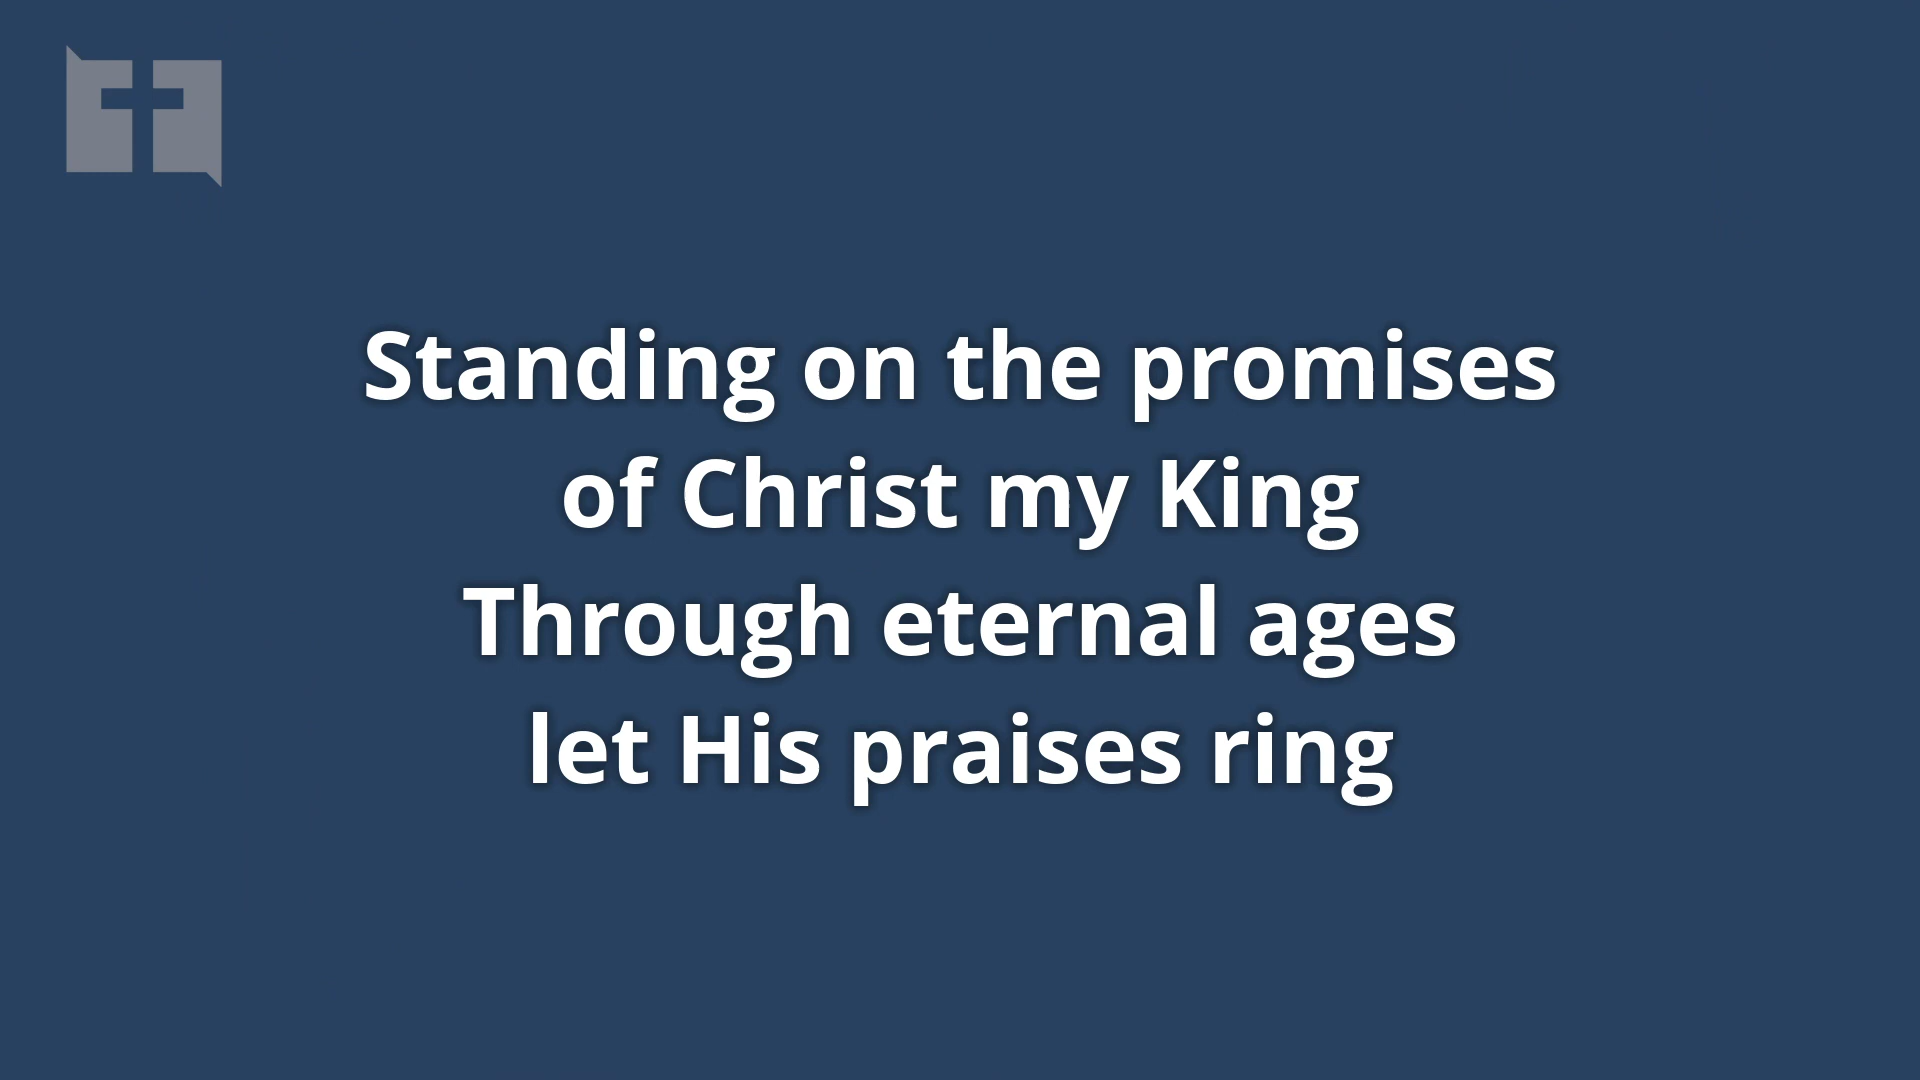 Standing on the promises
of Christ my King
Through eternal ages
let His praises ring